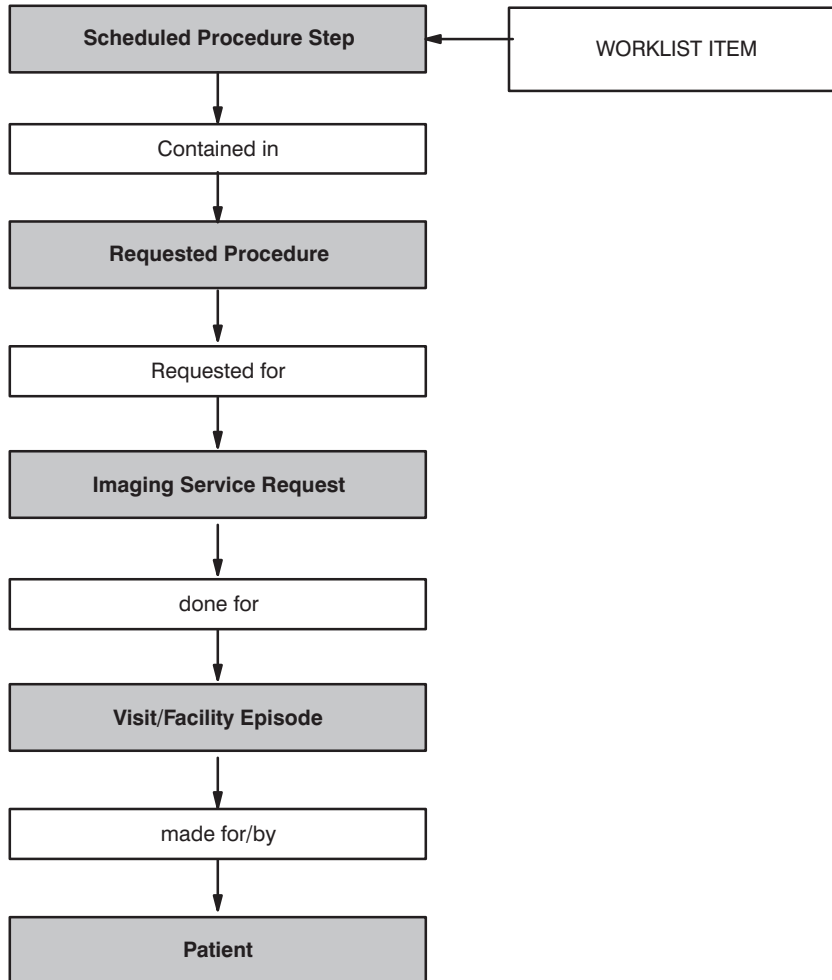 Scheduled Procedure Step
WORKLIST ITEM
Contained in
Requested Procedure
Requested for
Imaging Service Request
done for
Visit/Facility Episode
made for/by
Patient